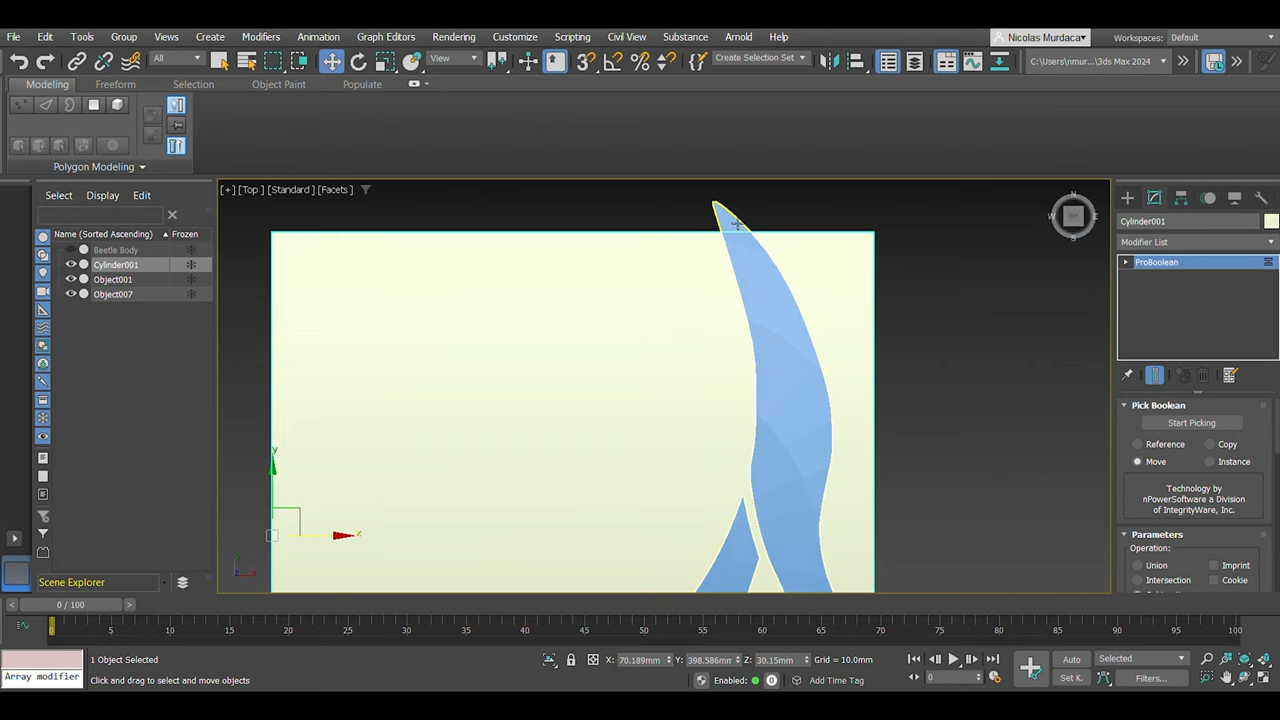 File Edit Tools Group Views Create Modifiers Animation Graph Editors Rendering Customize Scripting Civil View Substance Arnold Help Nicolas Murdaca Workspaces: Default
All View Create Selection Set C:\Users\nmur... 3ds Max 2024
Modeling Freeform Selection Object Paint Populate
Polygon Modeling
Select Display Edit
Name (Sorted Ascending) Frozen
Beetle Body
Cylinder001
Object001
Object007
Scene Explorer
[+] [Top ] [Standard ] [Facets ]
N
W E
S
y
x
Cylinder001
Modifier List
ProBoolean
Pick Boolean
Start Picking
Reference Copy
Move Instance
Technology by
nPowerSoftware a Division
of IntegrityWare, Inc.
Parameters
Operation:
Union Imprint
Intersection Cookie
0 / 100
0 5 10 15 20 25 30 35 40 45 50 55 60 65 70 75 80 85 90 95 100
1 Object Selected X: 70.189mm Y: 398.586mm Z: 30.15mm Grid = 10.0mm Auto Selected
Array modifier Click and drag to select and move objects Enabled: 0 Add Time Tag 0 Set K. Filters...